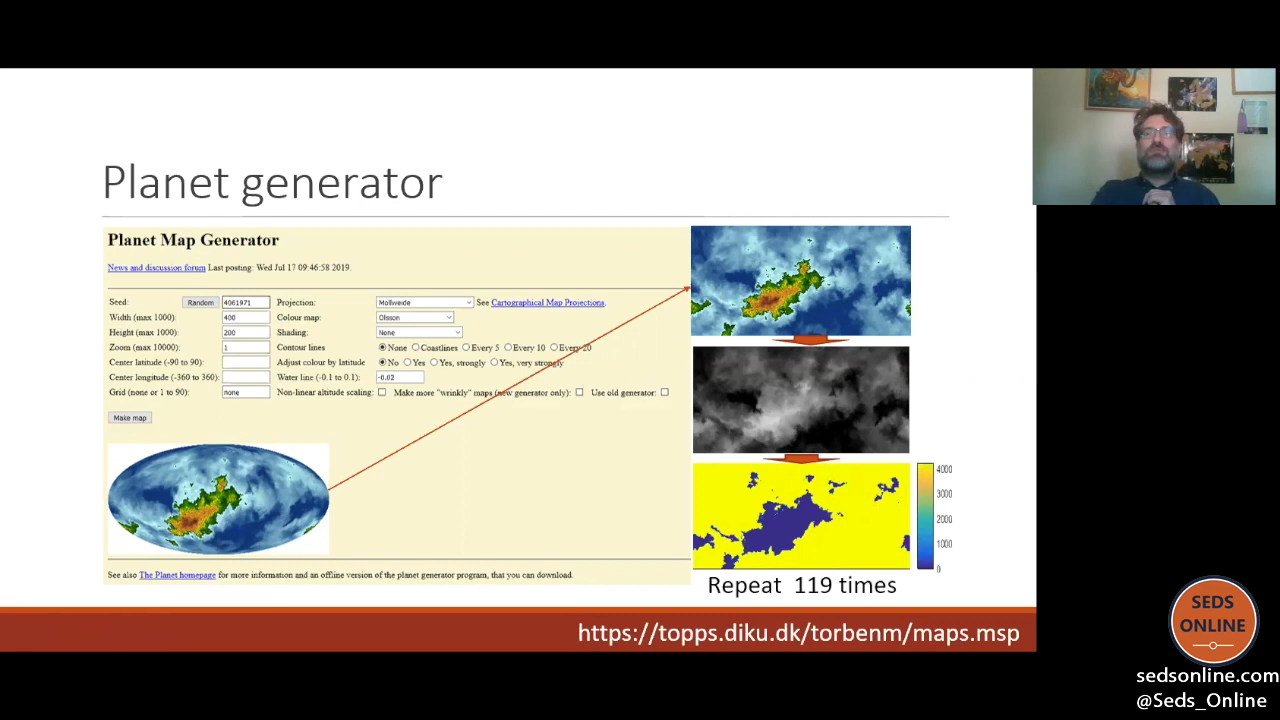 Planet generator
Planet Map Generator
News and discussion forum Last posting: Wed Jul 17 09:46:58 2019.
Seed: Random 4061971 Projection: Mollweide See Cartographical Map Projections.
Width (max 1000): 400 Colour map: Olsson
Height (max 1000): 200 Shading: None
Zoom (max 10000): 1 Contour lines None Coastlines Every 5 Every 10 Every 20
Center latitude (-90 to 90): Adjust colour by latitude No Yes Yes, strongly Yes, very strongly
Center longitude (-360 to 360): Water line (-0.1 to 0.1): -0.02
Grid (none or 1 to 90): none Non-linear altitude scaling: Make more "wrinkly" maps (new generator only): Use old generator:
Make map
See also The Planet homepage for more information and an offline version of the planet generator program, that you can download.
4000
3000
2000
1000
0
Repeat 119 times
https://topps.diku.dk/torbenm/maps.msp
SEDS
ONLINE
sedsonline.com
@Seds_Online